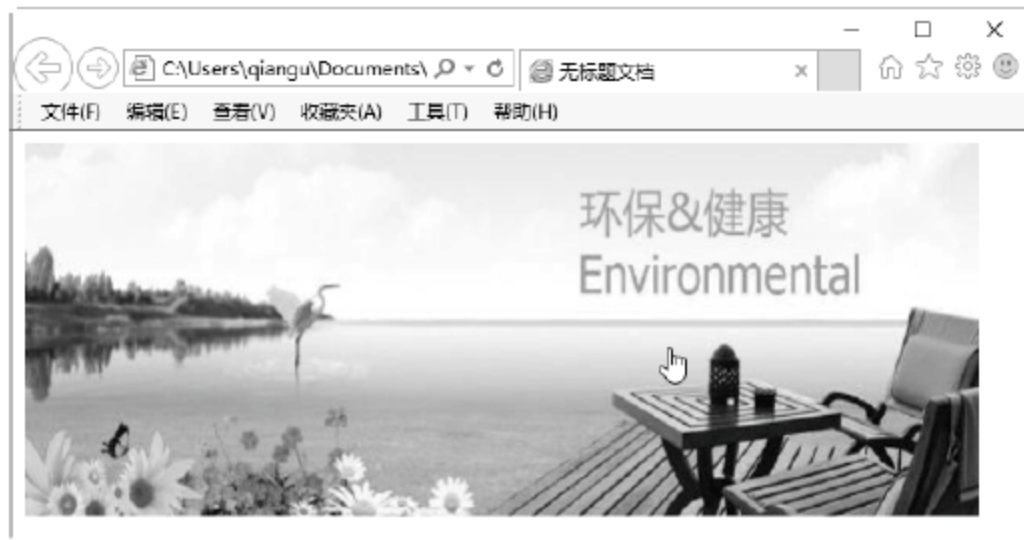 C:\Users\qiangu\Documents\
无标题文档
文件(F) 编辑(E) 查看(V) 收藏夹(A) 工具(T) 帮助(H)
环保&健康
Environmental